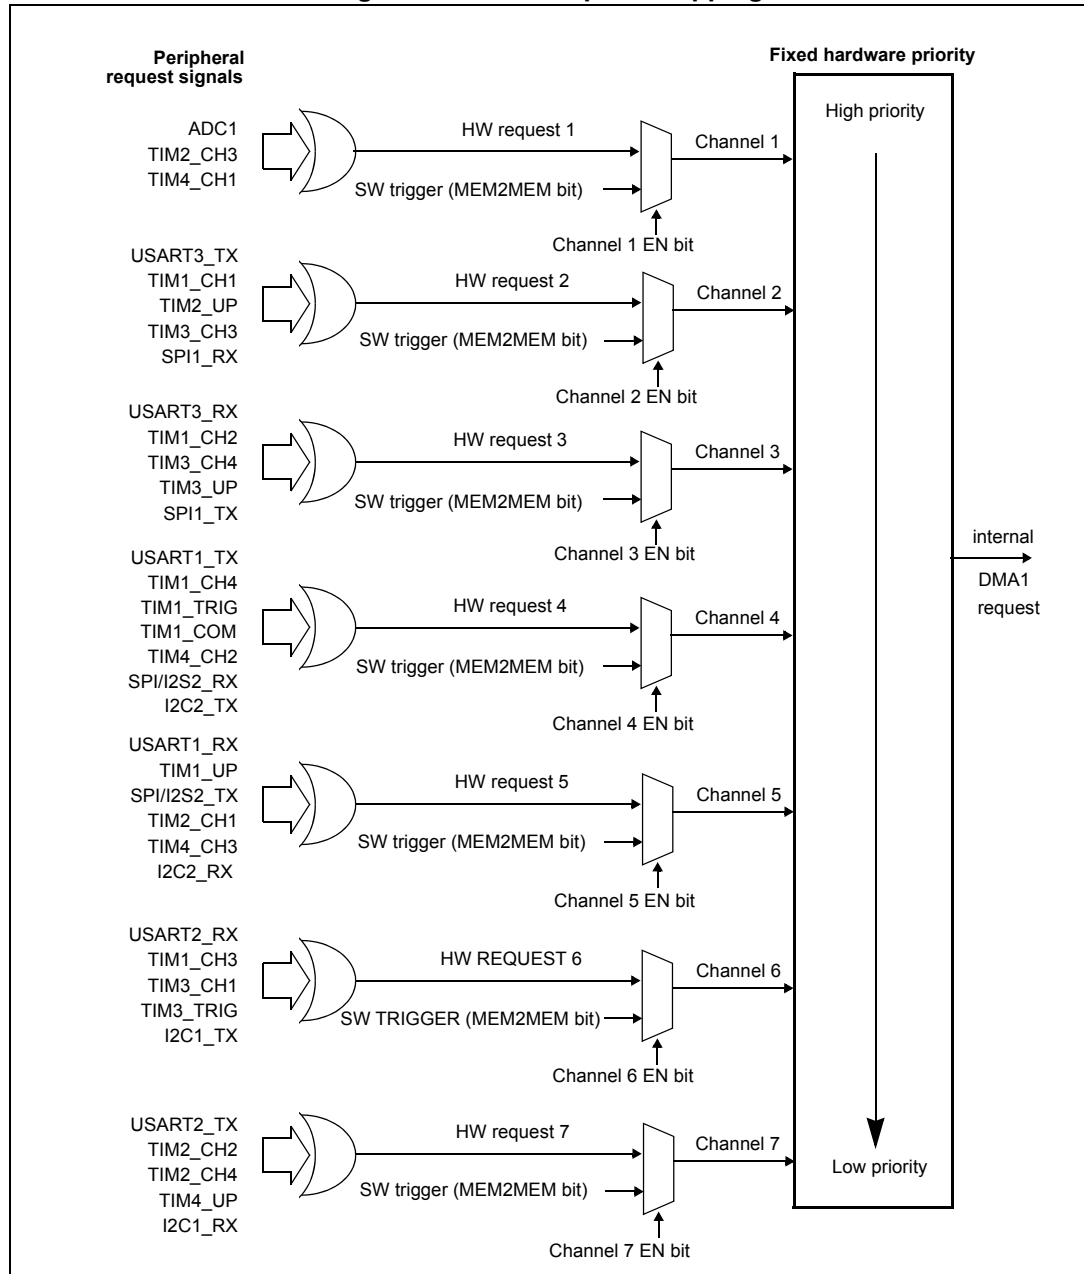 Peripheral
request signals
Fixed hardware priority
High priority
ADC1
TIM2_CH3
TIM4_CH1
HW request 1
SW trigger (MEM2MEM bit)
Channel 1
Channel 1 EN bit
USART3_TX
TIM1_CH1
TIM2_UP
TIM3_CH3
SPI1_RX
HW request 2
SW trigger (MEM2MEM bit)
Channel 2
Channel 2 EN bit
USART3_RX
TIM1_CH2
TIM3_CH4
TIM3_UP
SPI1_TX
HW request 3
SW trigger (MEM2MEM bit)
Channel 3
Channel 3 EN bit
internal
DMA1
request
USART1_TX
TIM1_CH4
TIM1_TRIG
TIM1_COM
TIM4_CH2
SPI/I2S2_RX
I2C2_TX
HW request 4
SW trigger (MEM2MEM bit)
Channel 4
Channel 4 EN bit
USART1_RX
TIM1_UP
SPI/I2S2_TX
TIM2_CH1
TIM4_CH3
I2C2_RX
HW request 5
SW trigger (MEM2MEM bit)
Channel 5
Channel 5 EN bit
USART2_RX
TIM1_CH3
TIM3_CH1
TIM3_TRIG
I2C1_TX
HW REQUEST 6
SW TRIGGER (MEM2MEM bit)
Channel 6
Channel 6 EN bit
USART2_TX
TIM2_CH2
TIM2_CH4
TIM4_UP
I2C1_RX
HW request 7
SW trigger (MEM2MEM bit)
Channel 7
Channel 7 EN bit
Low priority